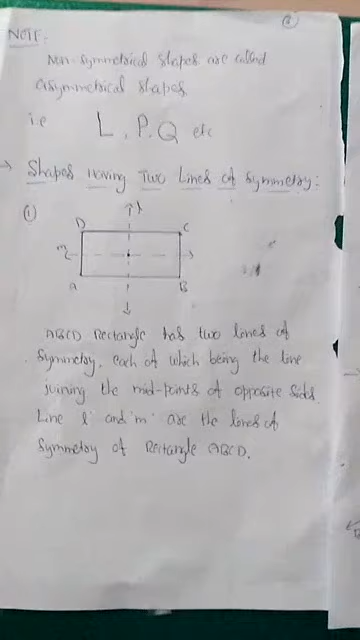 NOTE:
Non-symmetrical shapes are called
asymmetrical shapes,
i.e L, P, Q etc
→ Shapes having Two Lines of Symmetry:
(i)
l
D C
m
A B
ABCD Rectangle has two lines of
Symmetry, each of which being the line
joining the mid-points of opposite sids.
Line l' and 'm' are the lines of
Symmetry of Rectangle ABCD.